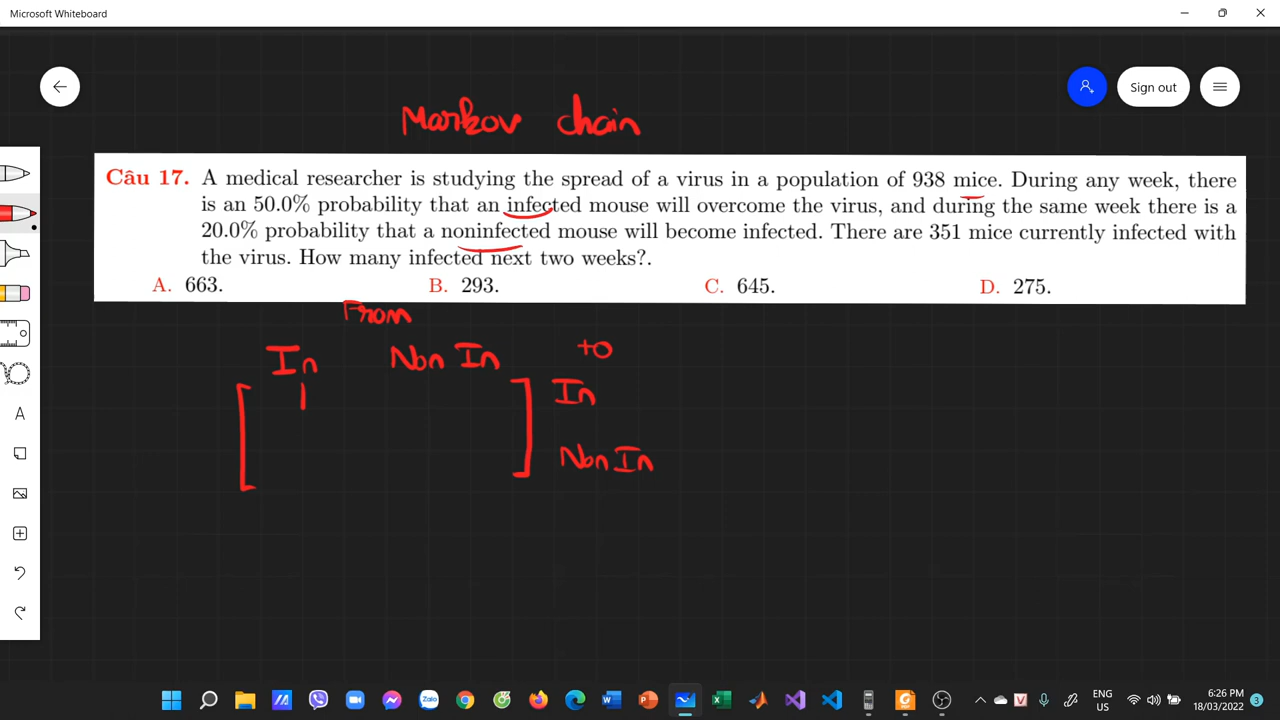 Microsoft Whiteboard
Sign out
Markov chain
Câu 17. A medical researcher is studying the spread of a virus in a population of 938 mice. During any week, there
is an 50.0% probability that an infected mouse will overcome the virus, and during the same week there is a
20.0% probability that a noninfected mouse will become infected. There are 351 mice currently infected with
the virus. How many infected next two weeks?.
A. 663. B. 293. C. 645. D. 275.
From
In Non In to
In
Non In
A
Zalo
ENG
US
V
6:26 PM
18/03/2022
3